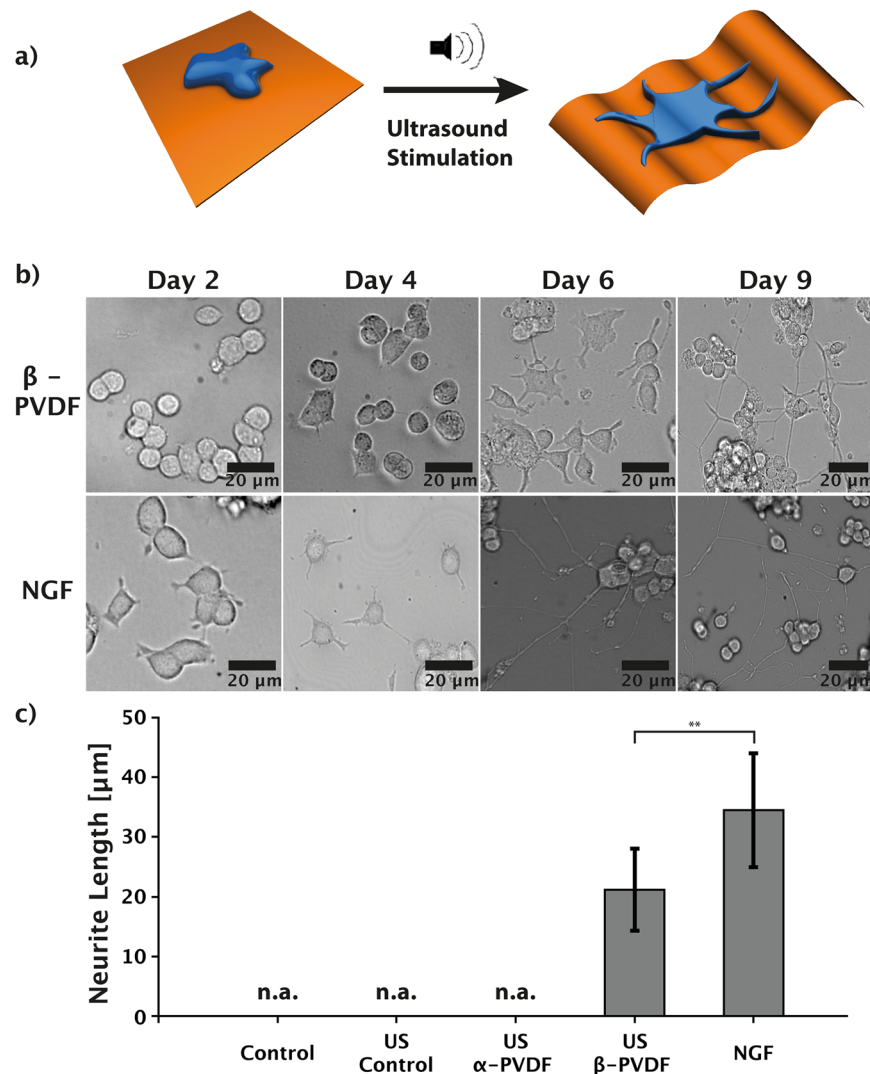 a)
Ultrasound
Stimulation
b)
Day 2
Day 4
Day 6
Day 9
β –
PVDF
20 µm
20 µm
20 µm
20 µm
NGF
20 µm
20 µm
20 µm
20 µm
c)
Neurite Length [µm]
50
40
30
20
10
0
**
n.a.
n.a.
n.a.
Control
US
Control
US
α–PVDF
US
β–PVDF
NGF